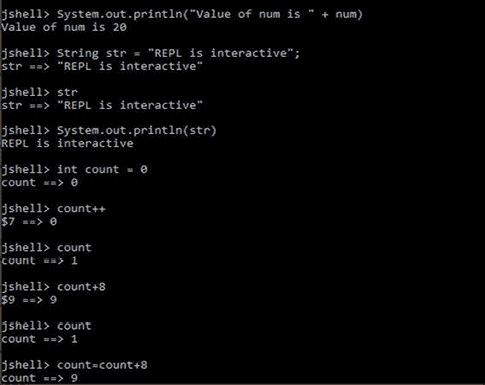 jshell> System.out.println("Value of num is " + num)
Value of num is 20
jshell> String str = "REPL is interactive";
str ==> "REPL is interactive"
jshell> str
str ==> "REPL is interactive"
jshell> System.out.println(str)
REPL is interactive
jshell> int count = 0
count ==> 0
jshell> count++
$7 ==> 0
jshell> count
count ==> 1
jshell> count+8
$9 ==> 9
jshell> count
count ==> 1
jshell> count=count+8
count ==> 9